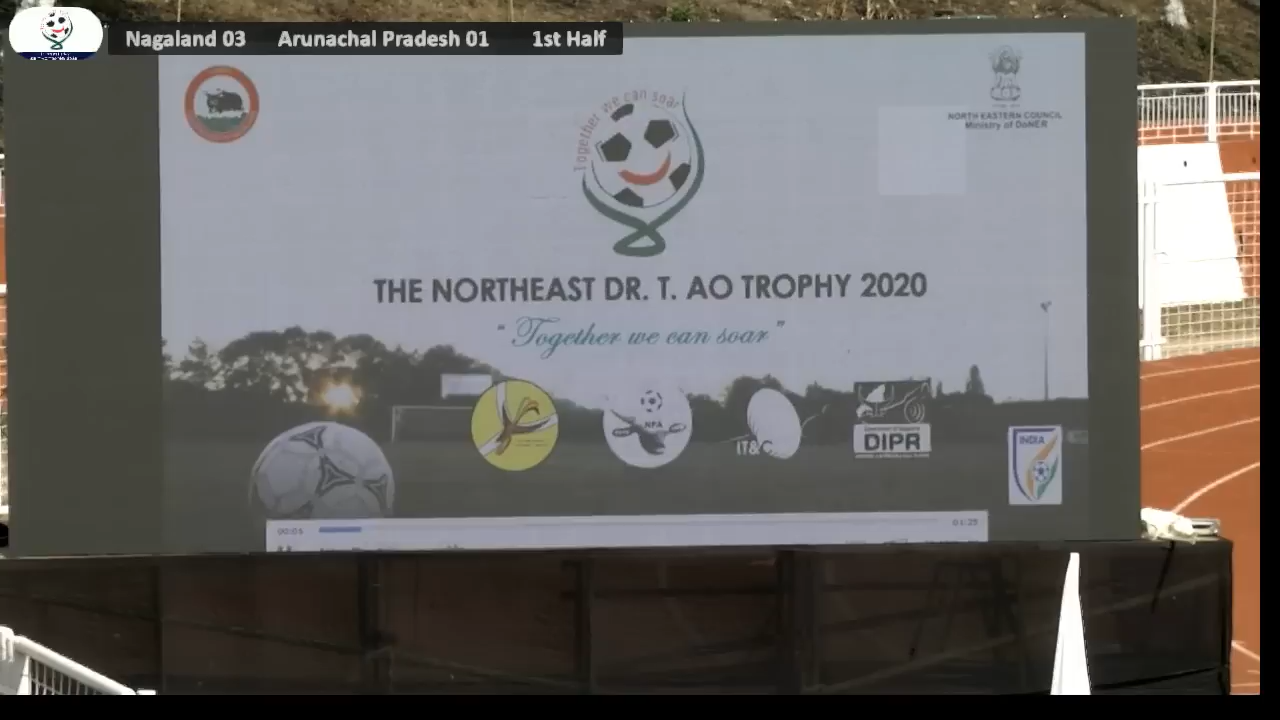 Nagaland 03 Arunachal Pradesh 01 1st Half
Together we can soar
NORTH EASTERN COUNCIL
Ministry of DoNER
THE NORTHEAST DR. T. AO TROPHY 2020
“Together we can soar”
NFA
IT&C
DIPR
INDIA
00:05
01:25